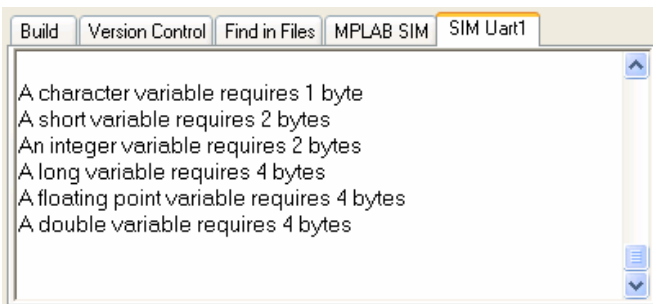 Build Version Control Find in Files MPLAB SIM SIM Uart1
A character variable requires 1 byte
A short variable requires 2 bytes
An integer variable requires 2 bytes
A long variable requires 4 bytes
A floating point variable requires 4 bytes
A double variable requires 4 bytes